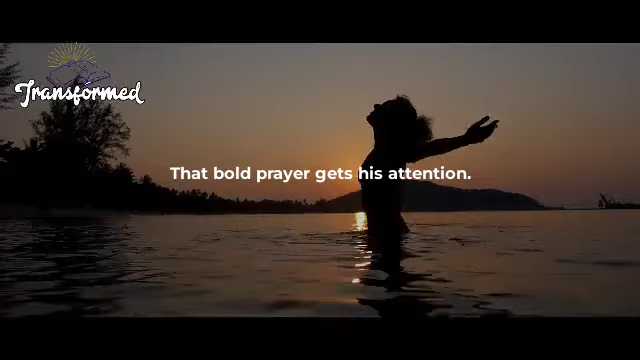 Transformed
That bold prayer gets his attention.